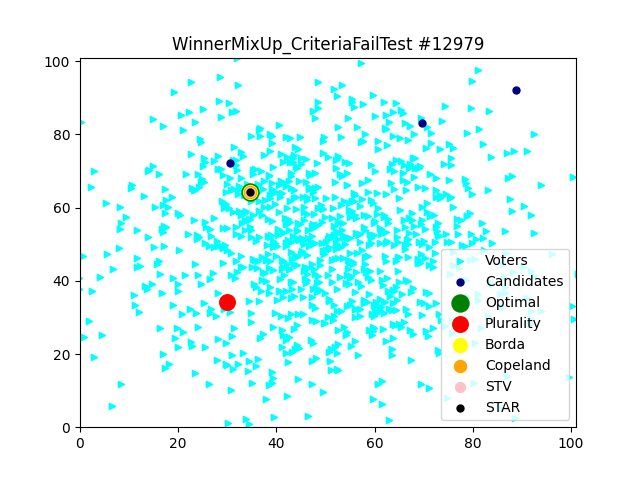 WinnerMixUp_CriteriaFailTest #12979
100
80
60
40
20
0
0 20 40 60 80 100
Voters
Candidates
Optimal
Plurality
Borda
Copeland
STV
STAR